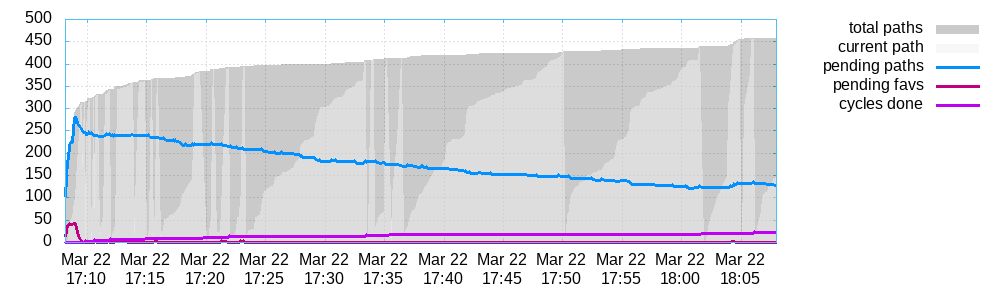 500
450
400
350
300
250
200
150
100
50
0
Mar 22 Mar 22 Mar 22 Mar 22 Mar 22 Mar 22 Mar 22 Mar 22 Mar 22 Mar 22 Mar 22 Mar 22
17:10 17:15 17:20 17:25 17:30 17:35 17:40 17:45 17:50 17:55 18:00 18:05
total paths
current path
pending paths
pending favs
cycles done